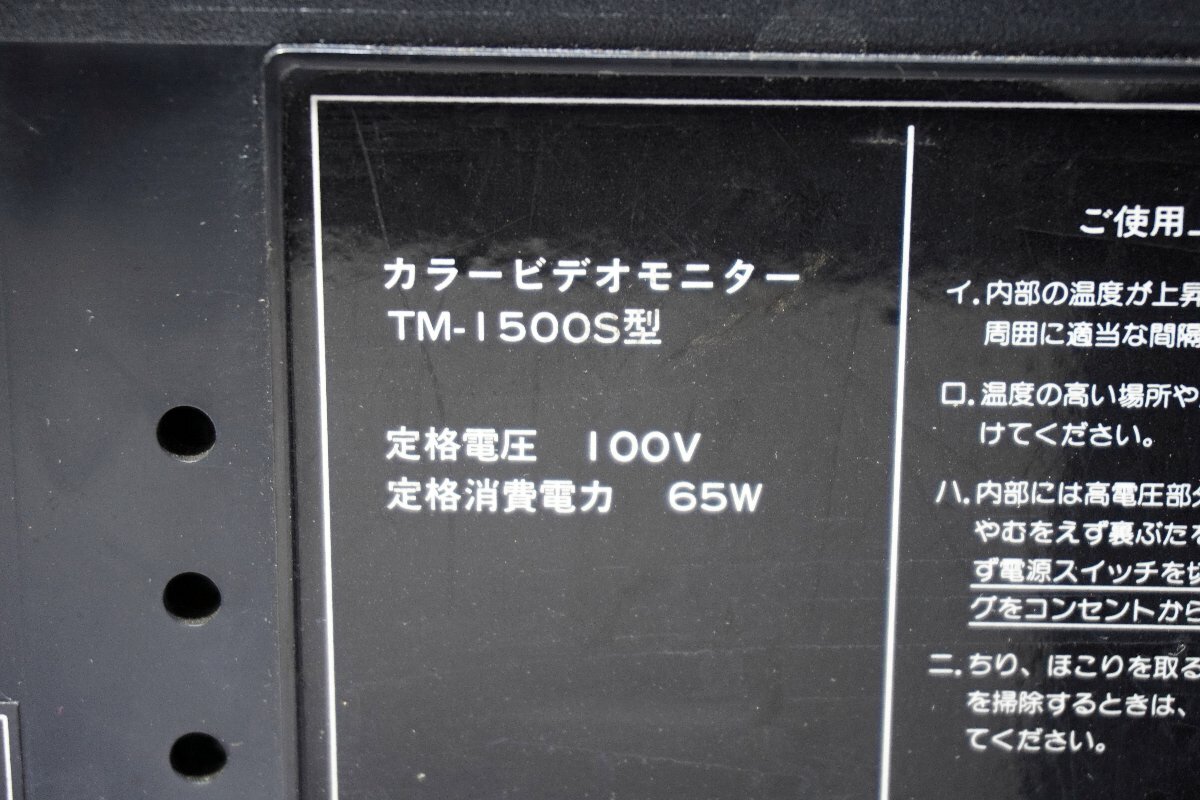 カラービデオモニター
TM-1500S型
定格電圧 100V
定格消費電力 65W
ご使用
イ.内部の温度が上昇
周囲に適当な間隔
ロ.温度の高い場所や
けてください。
ハ.内部には高電圧部
やむをえず裏ぶたを
ず電源スイッチを切
グをコンセントから
ニ.ちり、ほこりを取る
を掃除するときは、
てください。